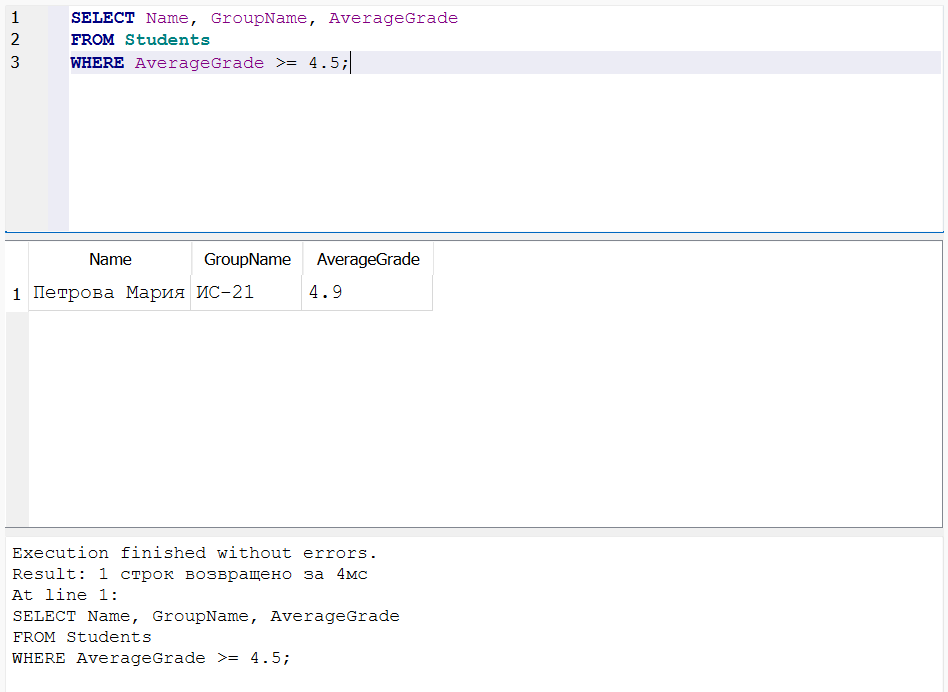 1 SELECT Name, GroupName, AverageGrade
2 FROM Students
3 WHERE AverageGrade >= 4.5;
Name GroupName AverageGrade
1 Петрова Мария ИС-21 4.9
Execution finished without errors.
Result: 1 строк возвращено за 4мс
At line 1:
SELECT Name, GroupName, AverageGrade
FROM Students
WHERE AverageGrade >= 4.5;